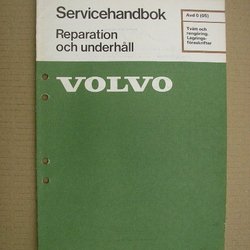 Servicehandbok
Reparation
och underhåll
Avd 0 (05)
Tvätt och
rengöring.
Lagrings-
föreskrifter
VOLVO